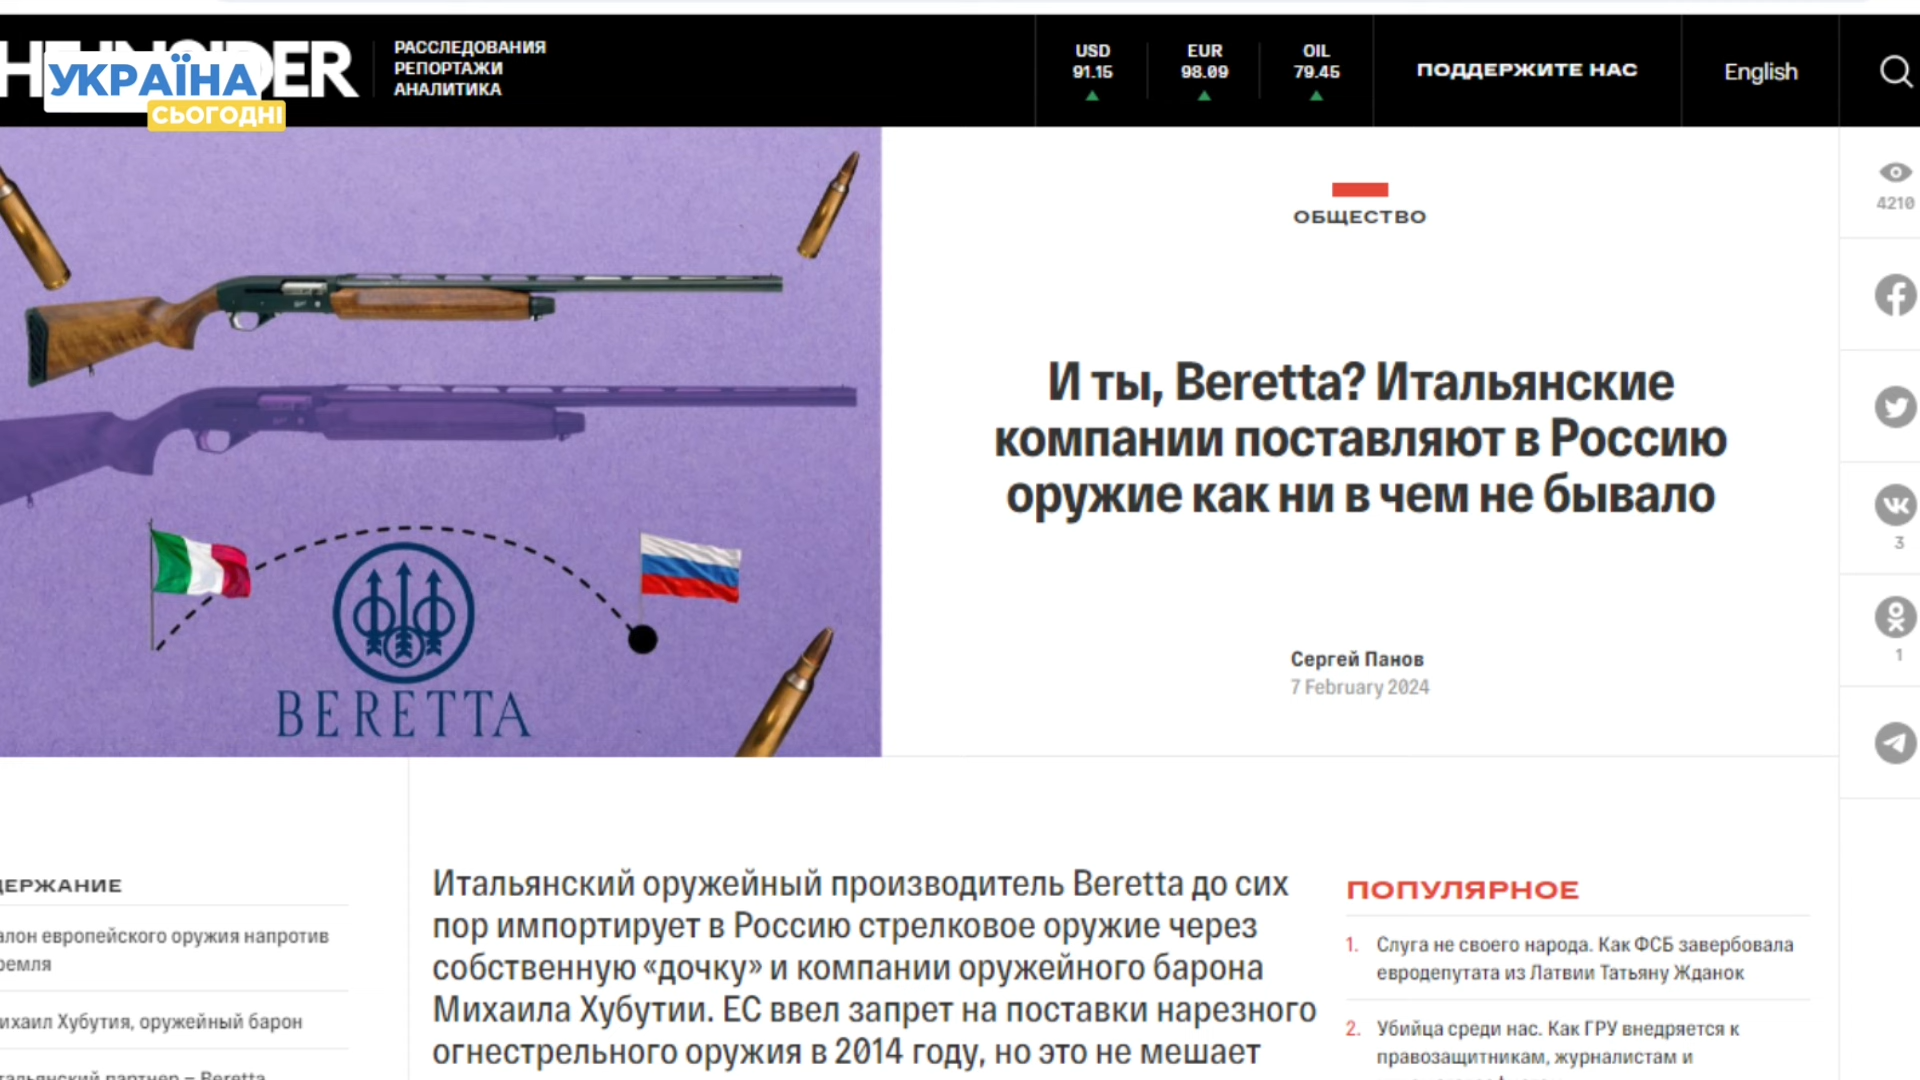 УКРАЇНА
СЬОГОДНІ
РАССЛЕДОВАНИЯ
РЕПОРТАЖИ
АНАЛИТИКА
USD
91.15
EUR
98.09
OIL
79.45
ПОДДЕРЖИТЕ НАС
English
4210
ОБЩЕСТВО
И ты, Beretta? Итальянские
компании поставляют в Россию
оружие как ни в чем не бывало
Сергей Панов
7 February 2024
3
1
BERETTA
Итальянский оружейный производитель Beretta до сих
пор импортирует в Россию стрелковое оружие через
собственную «дочку» и компании оружейного барона
Михаила Хубутии. ЕС ввел запрет на поставки нарезного
огнестрельного оружия в 2014 году, но это не мешает
европейского оружия напротив
Хубутия, оружейный барон
партнер – Beretta
ПОПУЛЯРНОЕ
1. Слуга не своего народа. Как ФСБ завербовала
евродепутата из Латвии Татьяну Жданок
2. Убийца среди нас. Как ГРУ внедряется к
правозащитникам, журналистам и